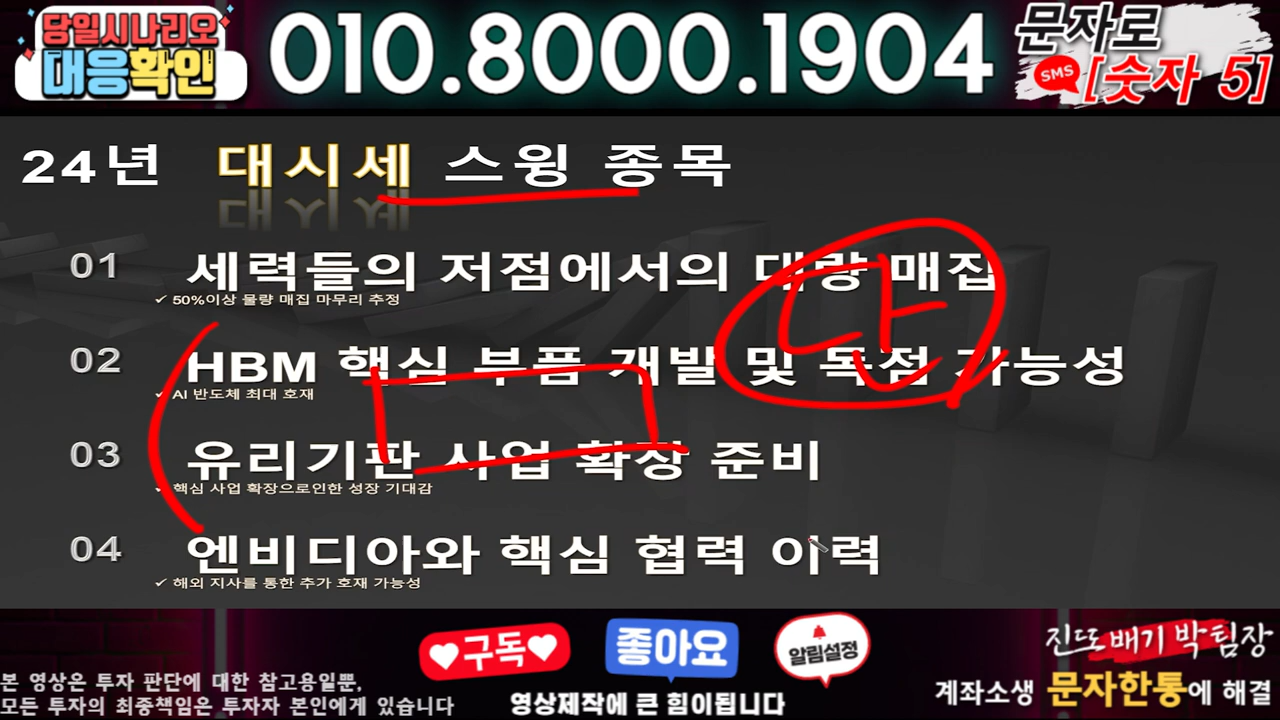 당일시나리오
대응확인
010.8000.1904
문자로
SMS
[숫자 5]
24년 대시세 스윙 종목
01 세력들의 저점에서의 대량 매집
✓ 50%이상 물량 매집 마무리 추정
02 HBM 핵심 부품 개발 및 독점 가능성
✓ AI 반도체 최대 호재
03 유리기판 사업 확장 준비
✓ 핵심 사업 확장으로인한 성장 기대감
04 엔비디아와 핵심 협력 이력
✓ 해외 지사를 통한 추가 호재 가능성
구독
좋아요
알림설정
영상제작에 큰 힘이됩니다
본 영상은 투자 판단에 대한 참고용일뿐,
모든 투자의 최종책임은 투자자 본인에게 있습니다
진또배기 박팀장
계좌소생 문자한통에 해결